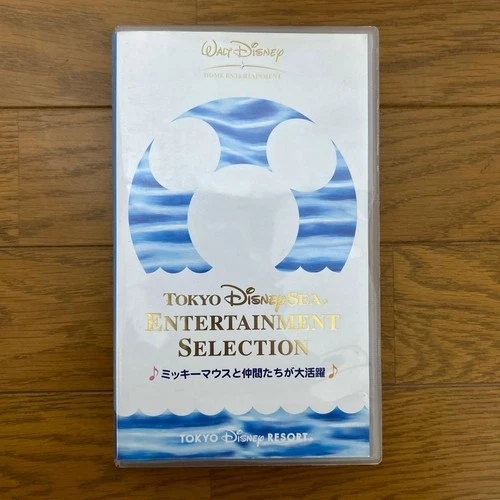 WALT DISNEY
HOME ENTERTAINMENT
TOKYO DISNEYSEA®
ENTERTAINMENT
SELECTION
♪ミッキーマウスと仲間たちが大活躍♪
TOKYO Disney RESORT®